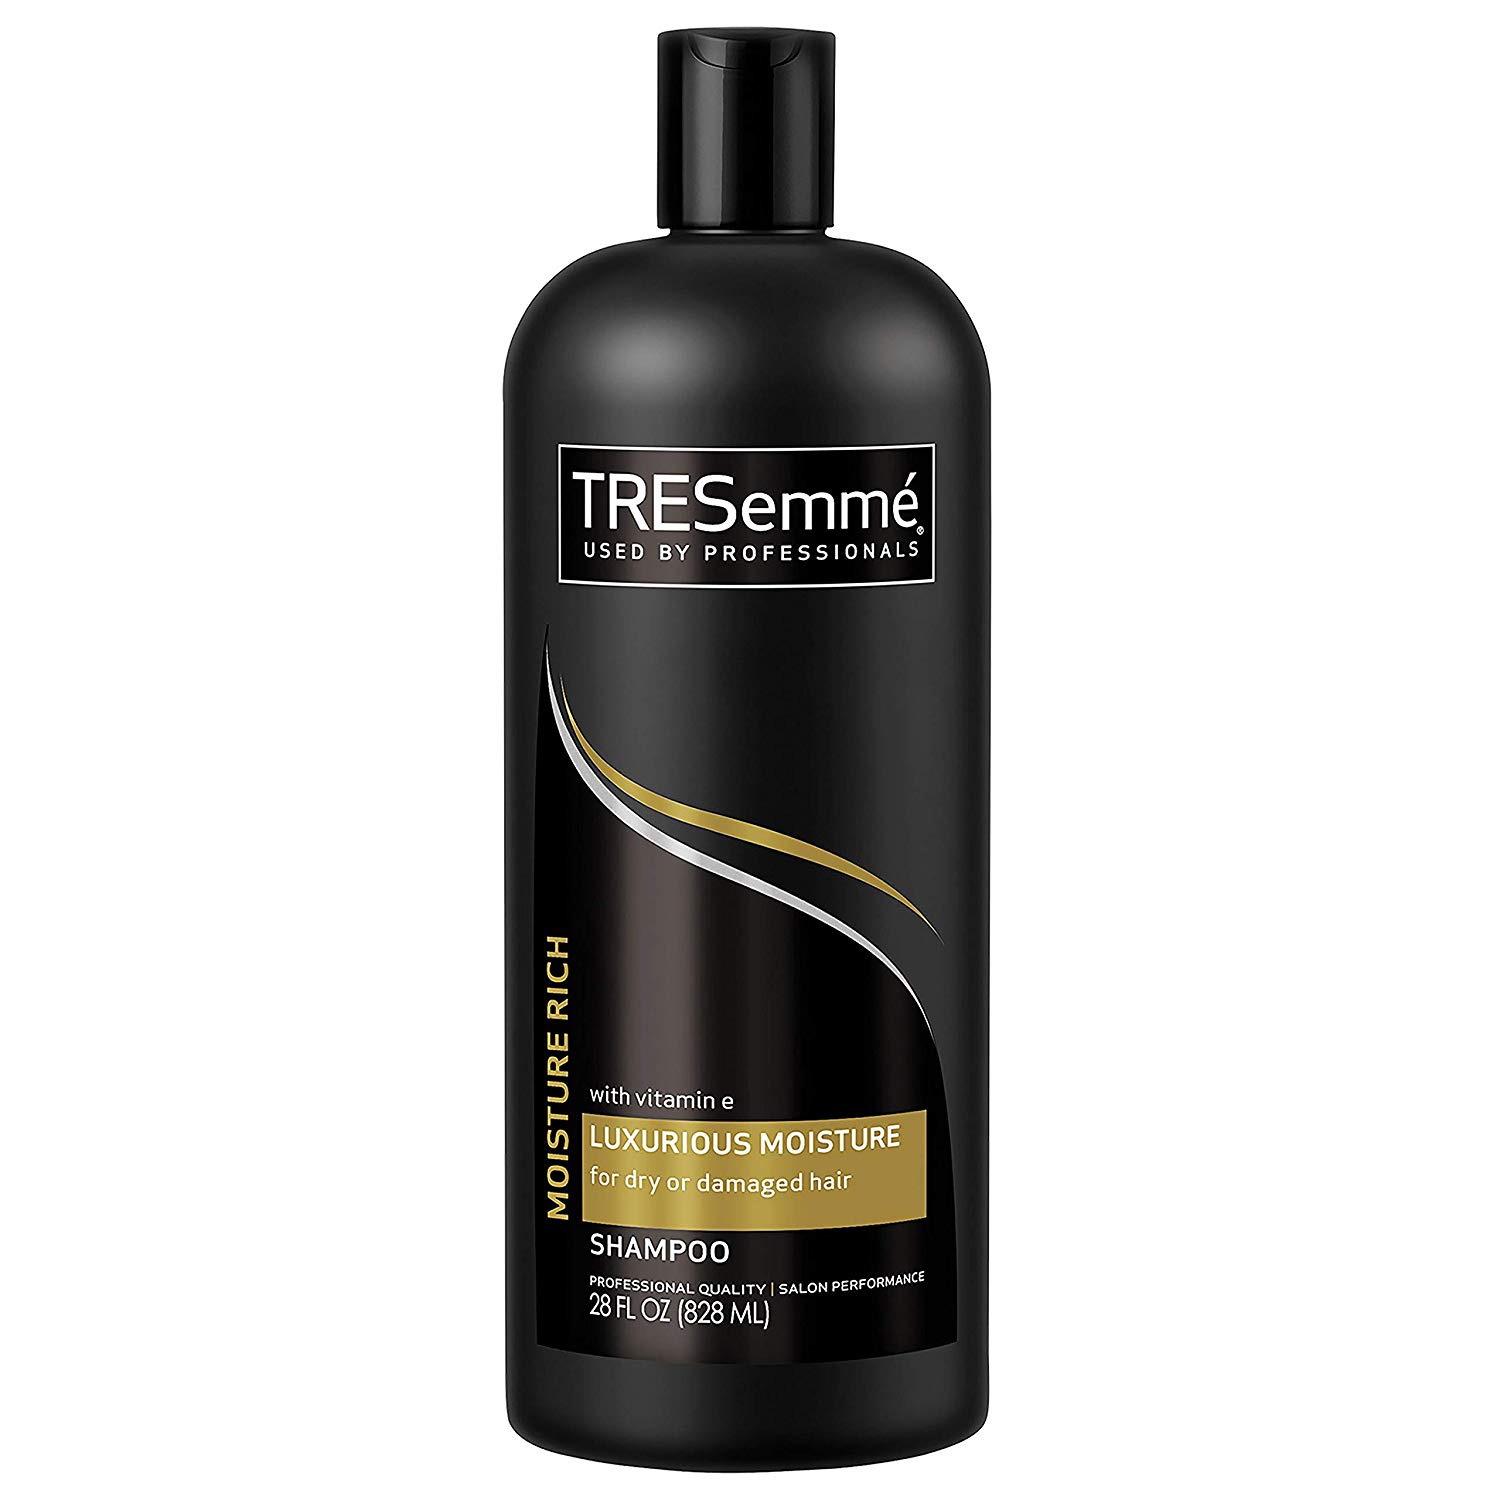 TRESemmé®
USED BY PROFESSIONALS
MOISTURE RICH
with vitamin e
LUXURIOUS MOISTURE
for dry or damaged hair
SHAMPOO
PROFESSIONAL QUALITY | SALON PERFORMANCE
28 FL OZ (828 ML)